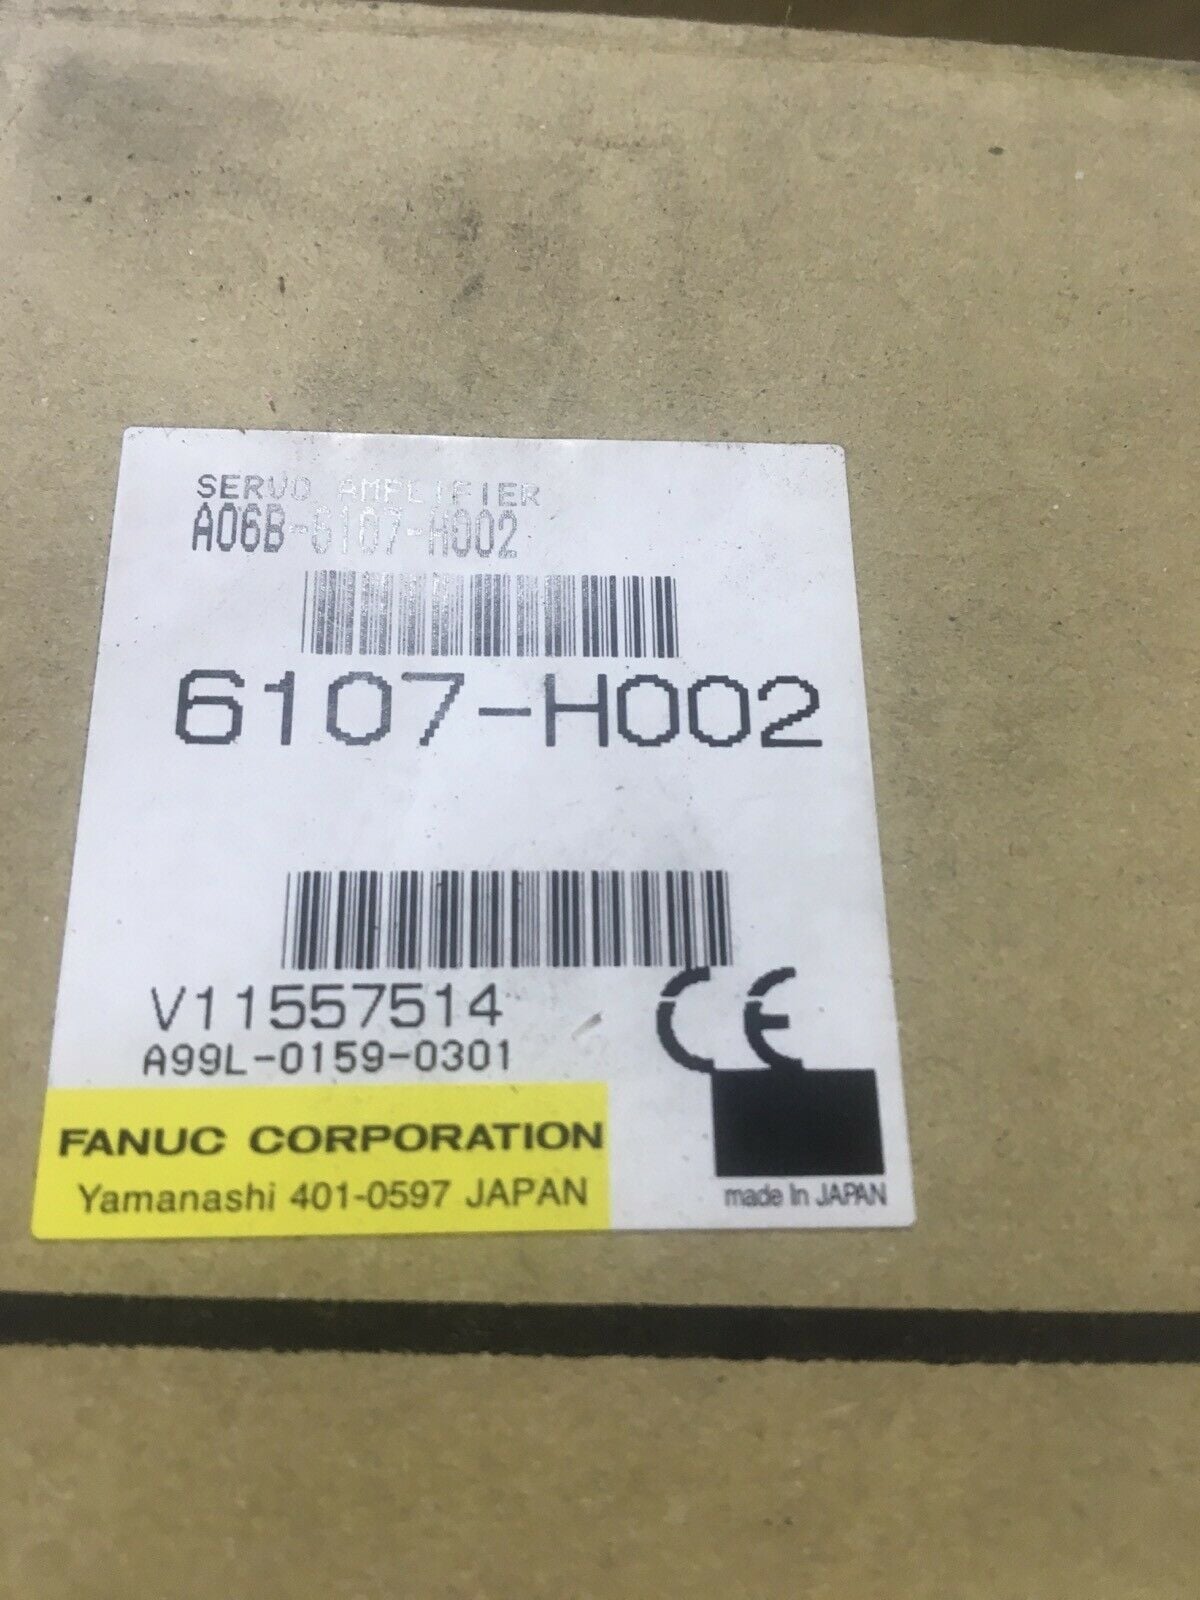 SERVO AMPLIFIER
A06B-6107-H002
6107-H002
V11557514
A99L-0159-0301
CE
FANUC CORPORATION
Yamanashi 401-0597 JAPAN
made In JAPAN